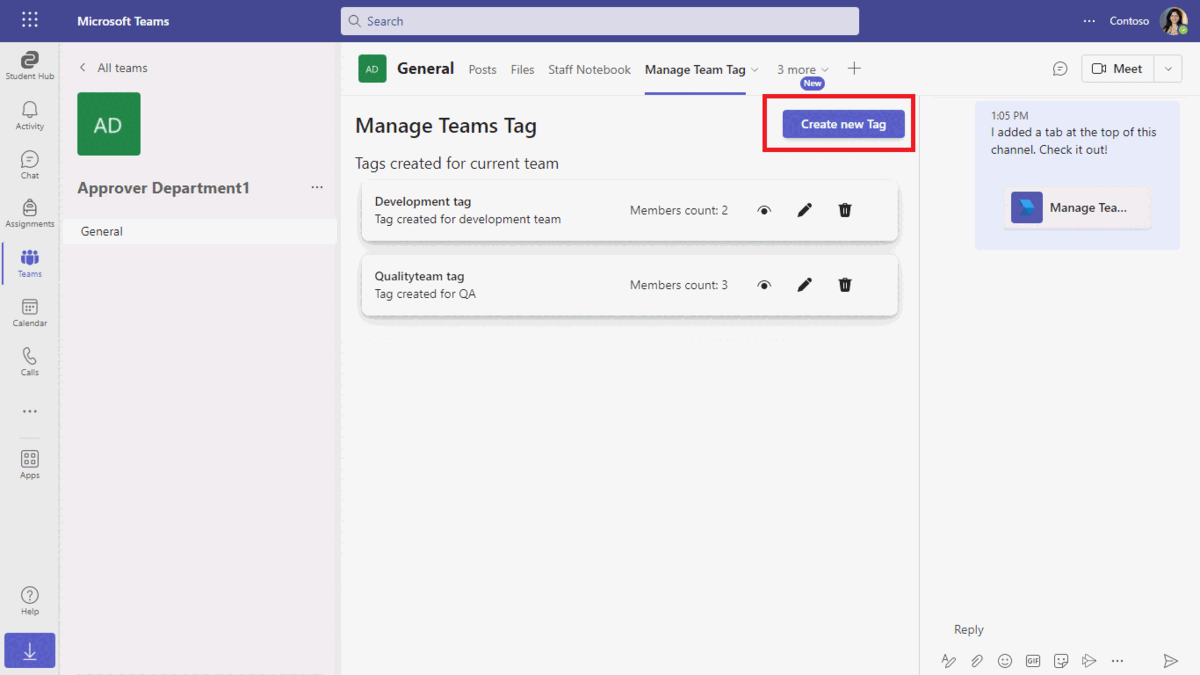 Microsoft Teams
Search
Contoso
Student Hub
Activity
Chat
Assignments
Teams
Calendar
Calls
Apps
Help
All teams
AD
Approver Department1
General
AD
General
Posts
Files
Staff Notebook
Manage Team Tag
3 more
New
Meet
Manage Teams Tag
Create new Tag
Tags created for current team
Development tag
Tag created for development team
Members count: 2
Qualityteam tag
Tag created for QA
Members count: 3
1:05 PM
I added a tab at the top of this
channel. Check it out!
Manage Tea...
Reply
GIF